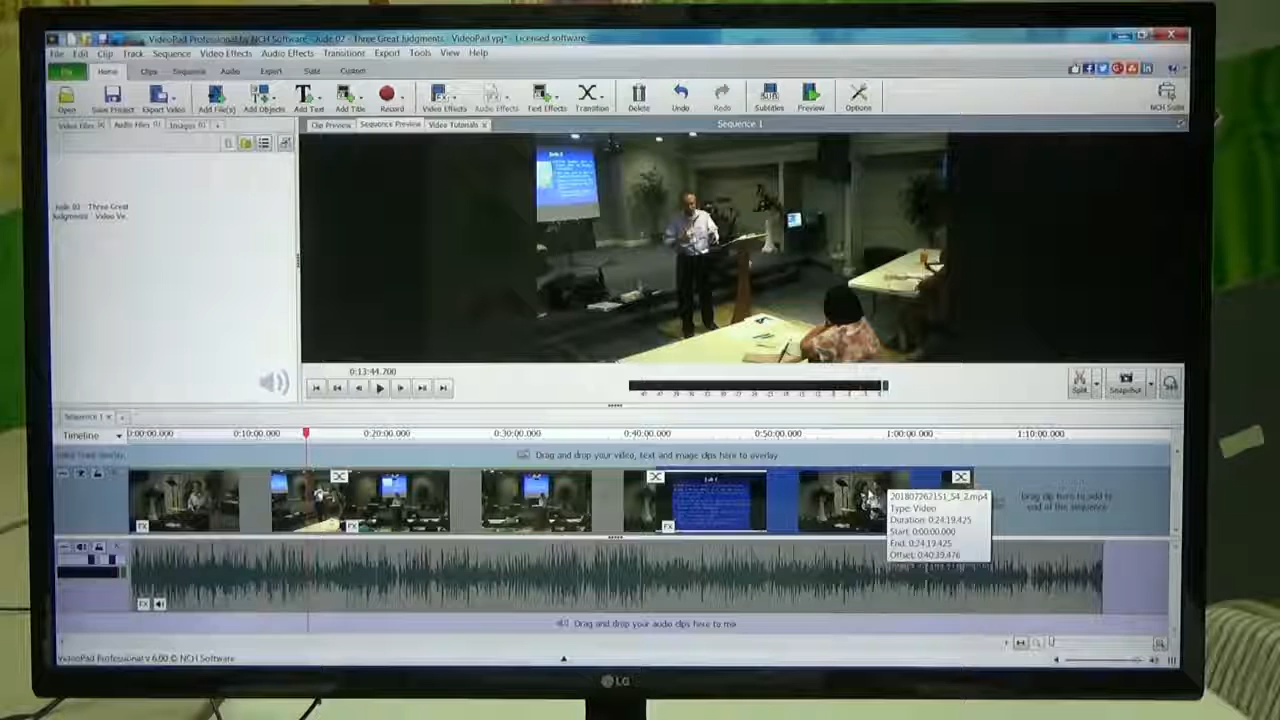 VideoPad Professional by NCH Software - Jude 02 - Three Great Judgments - VideoPad.vpj* - Licensed software
File Edit Clip Track Sequence Video Effects Audio Effects Transitions Export Tools View Help
File Home Clips Sequence Audio Export Suite Custom
Open Save Project Export Video Add File(s) Add Objects Add Text Add Title Record Video Effects Audio Effects Text Effects Transition Delete Undo Redo Subtitles Preview Options NCH Suite
Video Files Audio Files (1) Images
Clip Preview Sequence Preview Video Tutorials x Sequence 1
Jude 02 Three Great
Judgments Video Ve
0:13:44.700
Split Snapshot
Sequence 1 x
Timeline 0:00:00.000 0:10:00.000 0:20:00.000 0:30:00.000 0:40:00.000 0:50:00.000 1:00:00.000 1:10:00.000
Drag and drop your video, text and image clips here to overlay
201807262151_54_2.mp4
Type: Video
Duration: 0:24:19.425
Start: 0:00:00.000
End: 0:24:19.425
Offset: 0:40:39.476
Drag clip here to add to
end of the sequence
FX FX FX
FX
Drag and drop your audio clips here to mix
VideoPad Professional v 6.00 © NCH Software
LG